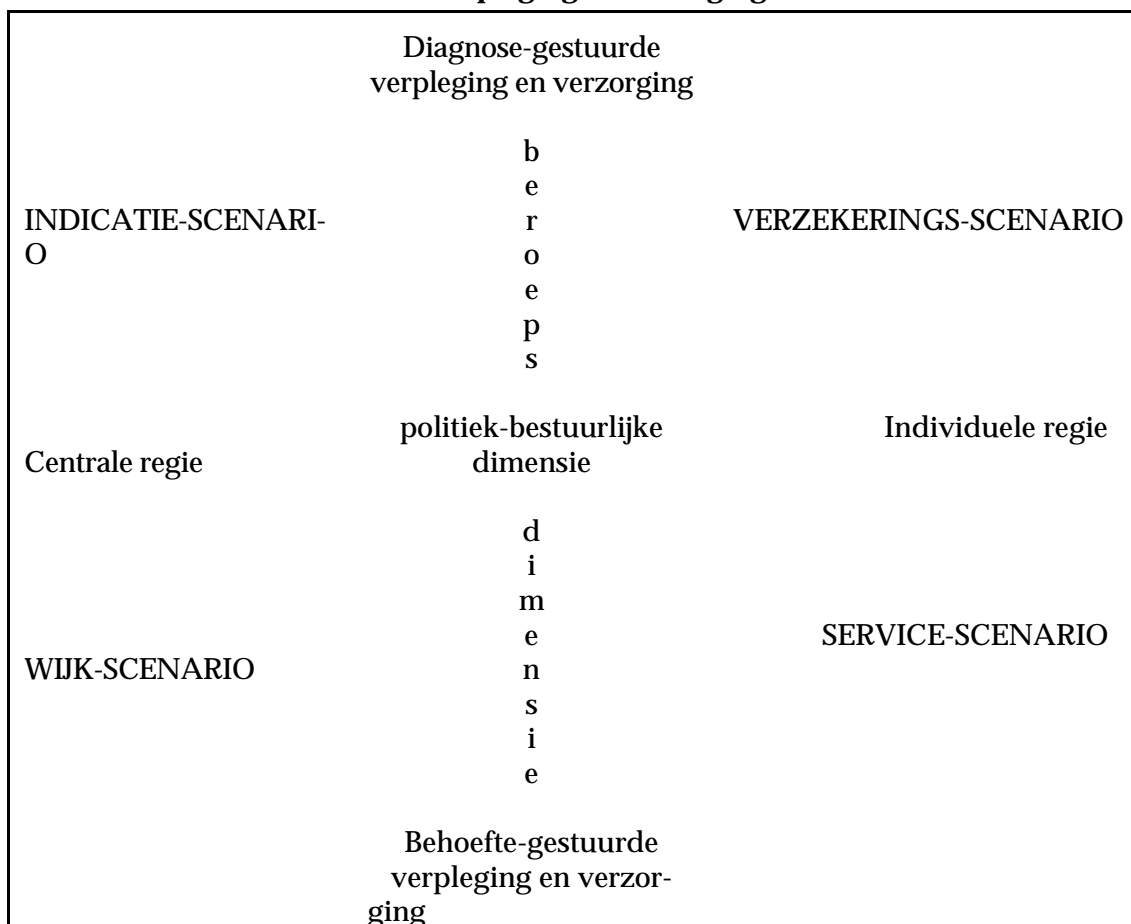 Diagnose-gestuurde
verpleging en verzorging
b
e
r
INDICATIE-SCENARI-
O
VERZEKERINGS-SCENARIO
o
e
p
s
politiek-bestuurlijke
dimensie
Centrale regie
Individuele regie
d
i
m
e
n
s
i
e
WIJK-SCENARIO
SERVICE-SCENARIO
Behoefte-gestuurde
verpleging en verzor-
ging